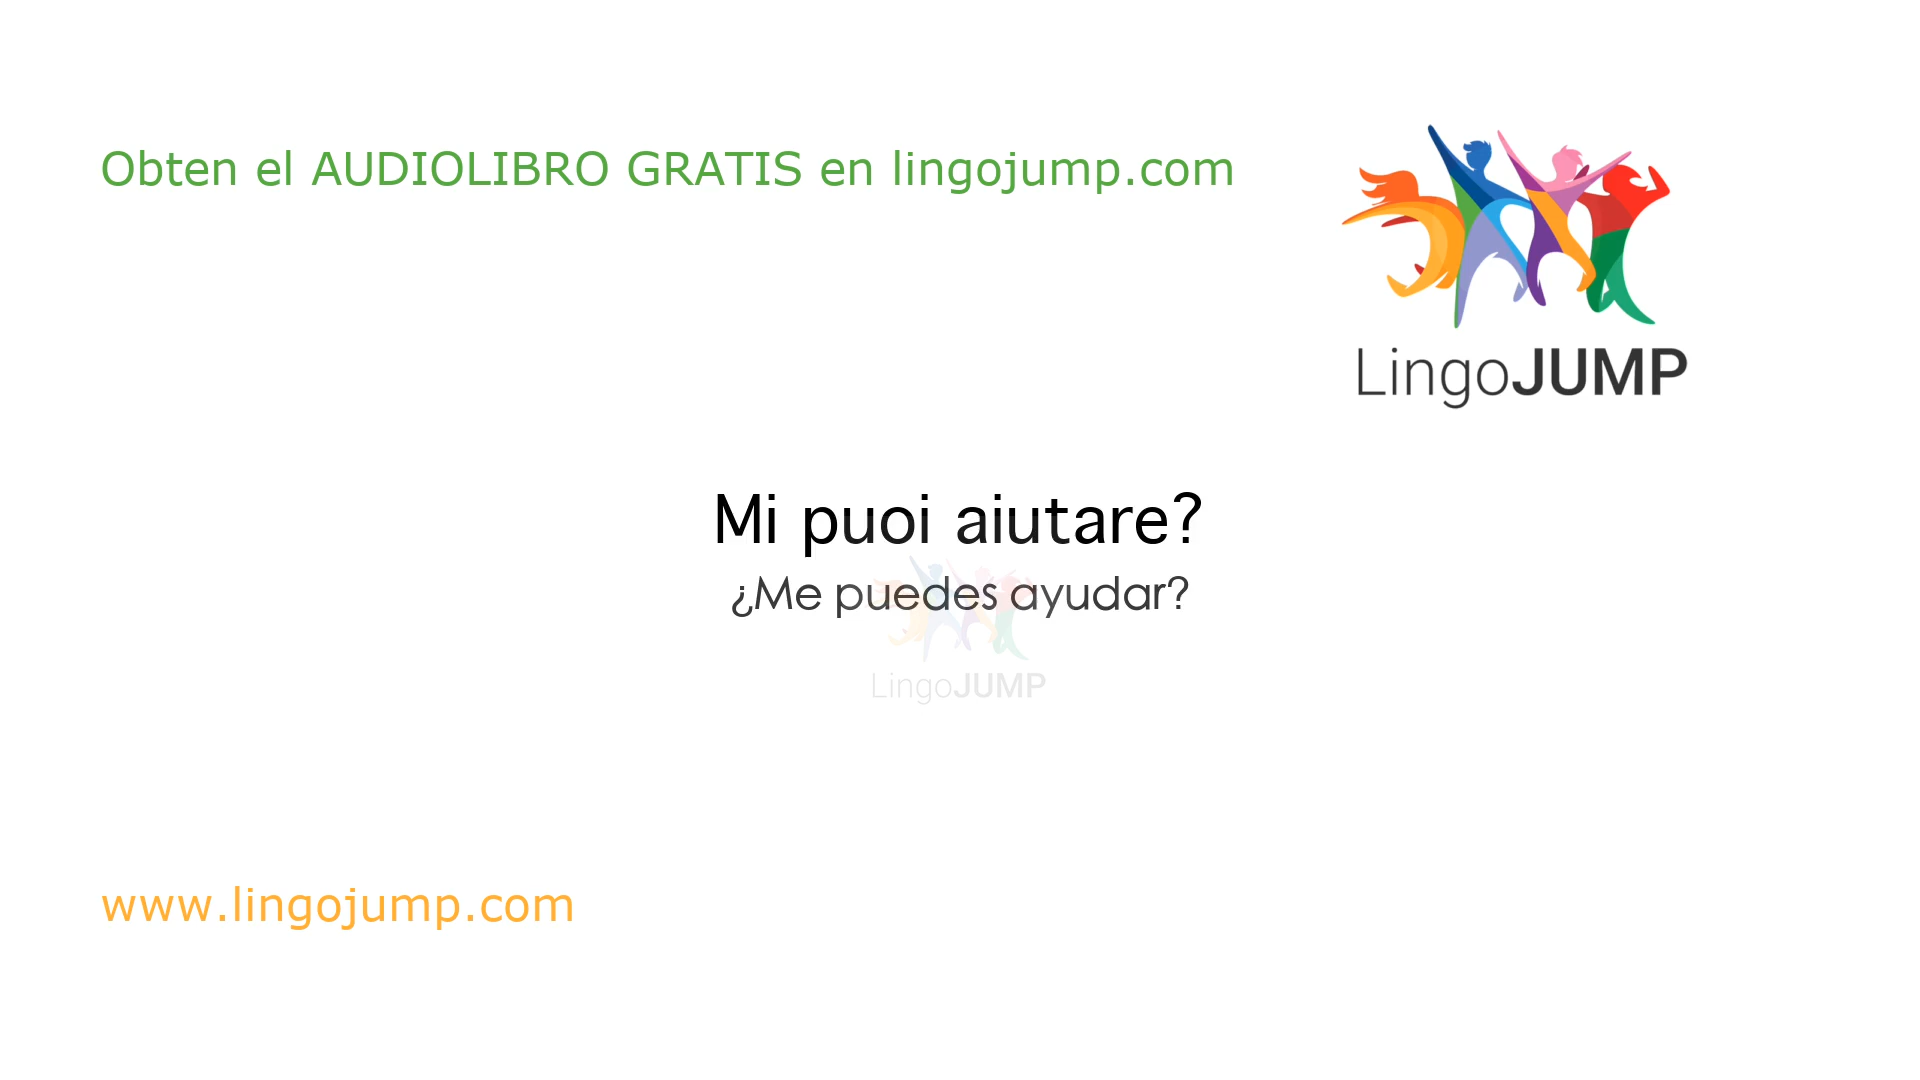 Obten el AUDIOLIBRO GRATIS en lingojump.com
LingoJUMP
Mi puoi aiutare?
¿Me puedes ayudar?
LingoJUMP
www.lingojump.com